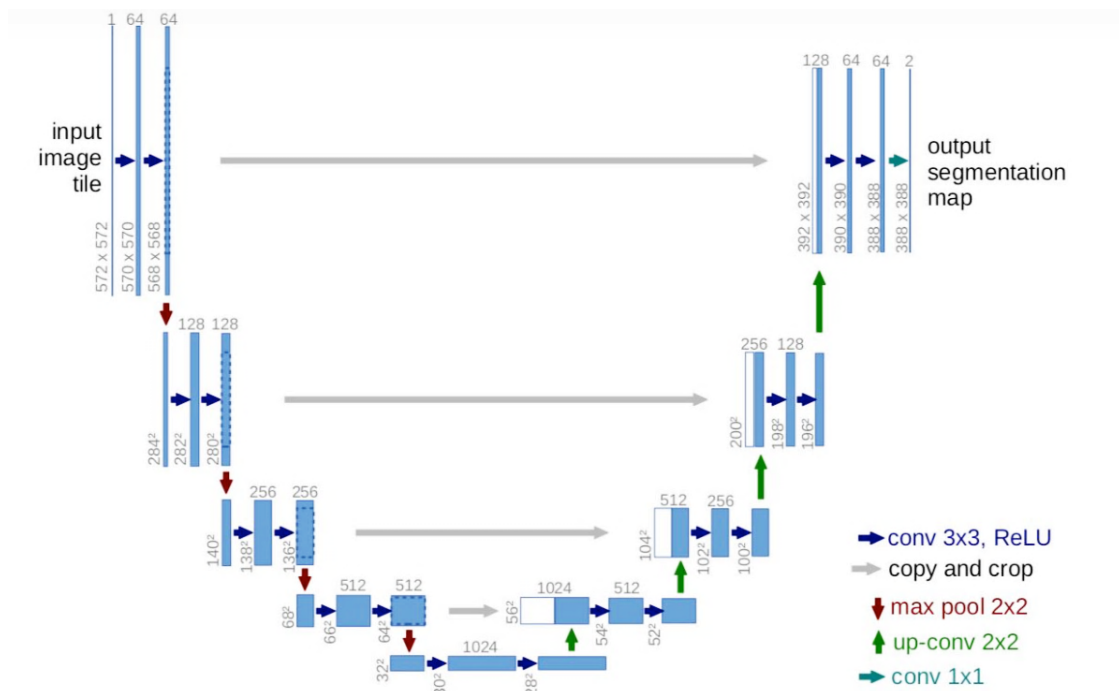 1 64 64
input
image
tile
572 x 572
570 x 570
568 x 568
128 64 64 2
output
segmentation
map
392 x 392
390 x 390
388 x 388
388 x 388
128 128
284²
282²
280²
256 128
200²
198²
196²
256 256
140²
138²
136²
512 256
104²
102²
100²
512 512
68²
66²
64²
1024 512
56²
54²
52²
1024
32²
30²
28²
conv 3x3, ReLU
copy and crop
max pool 2x2
up-conv 2x2
conv 1x1